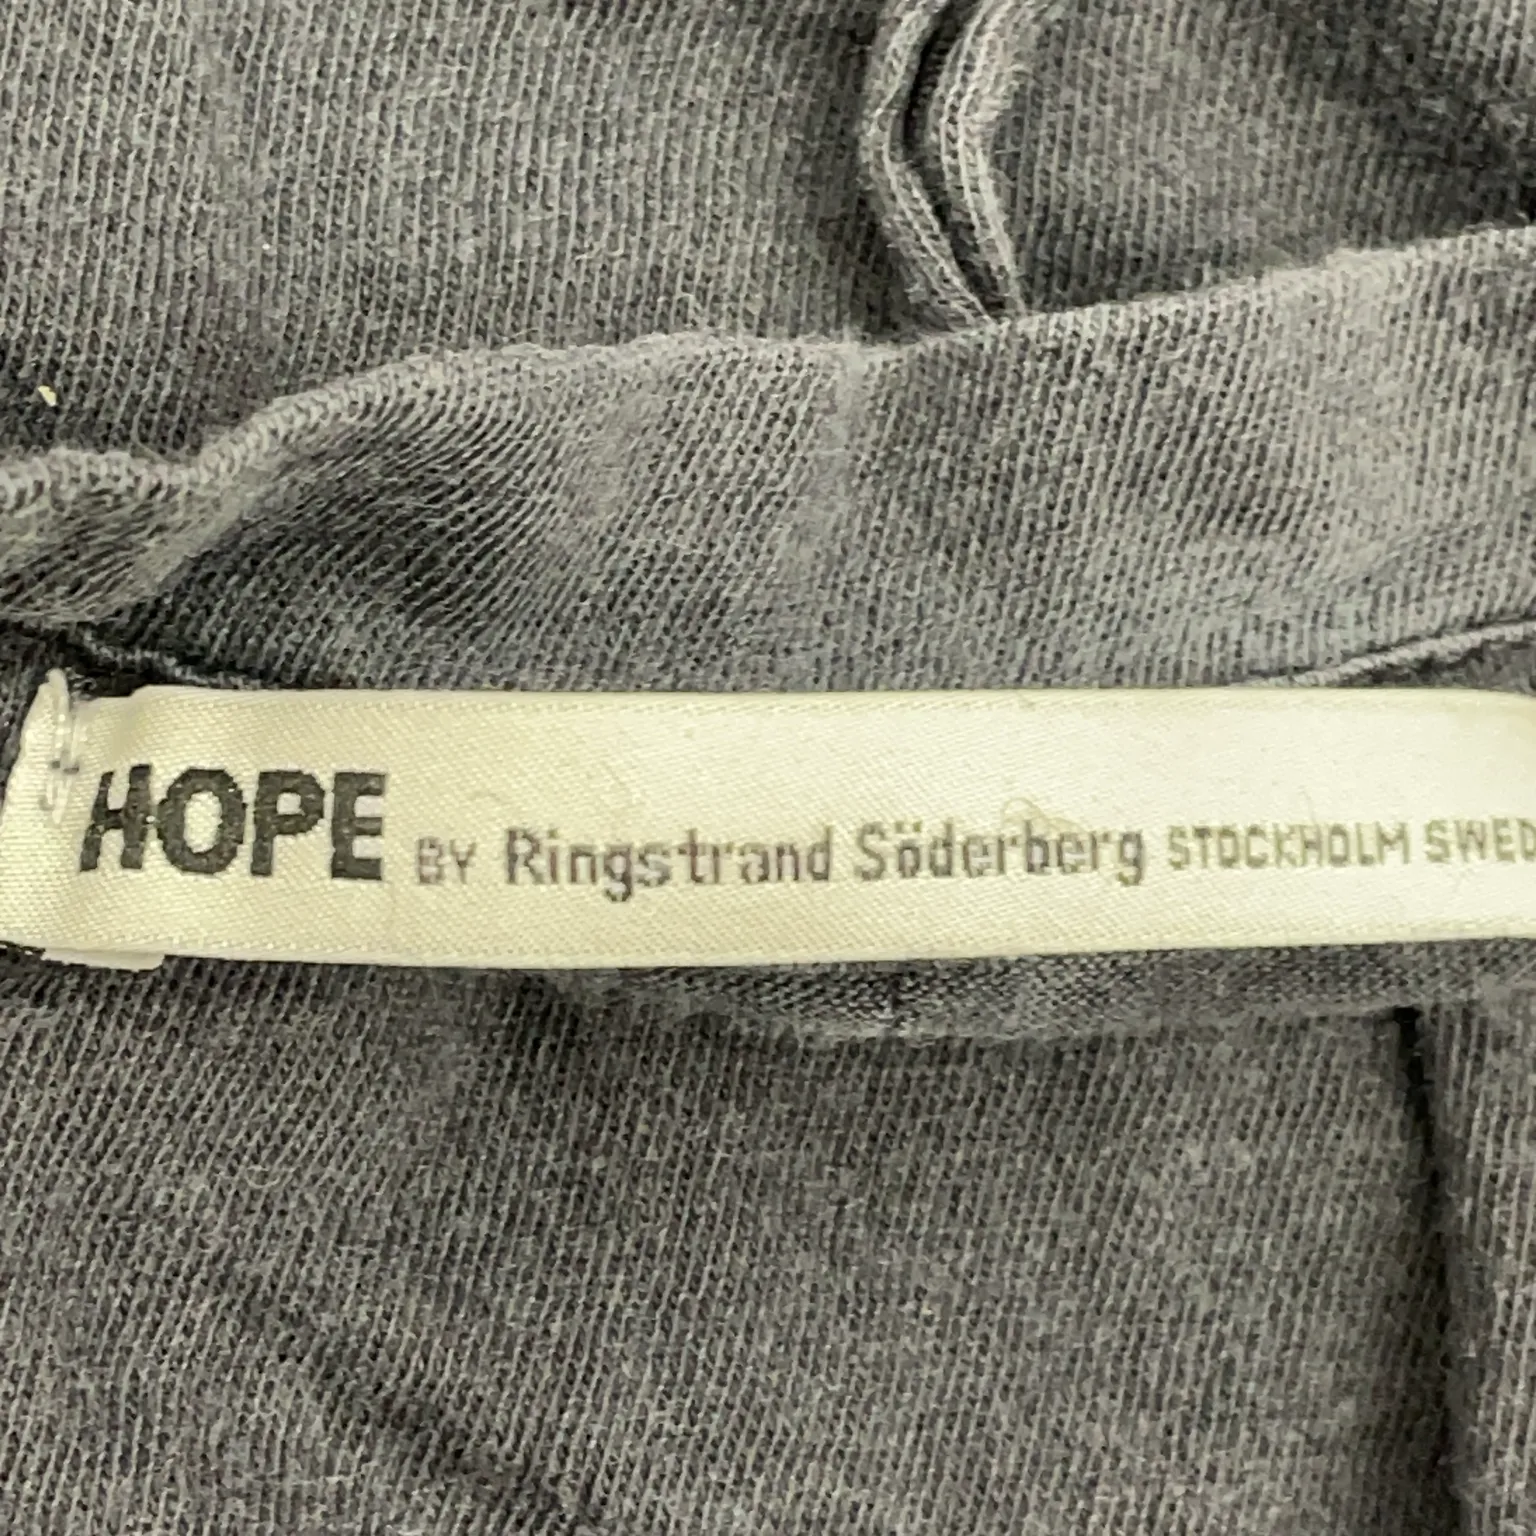 HOPE BY Ringstrand Söderberg STOCKHOLM SWED